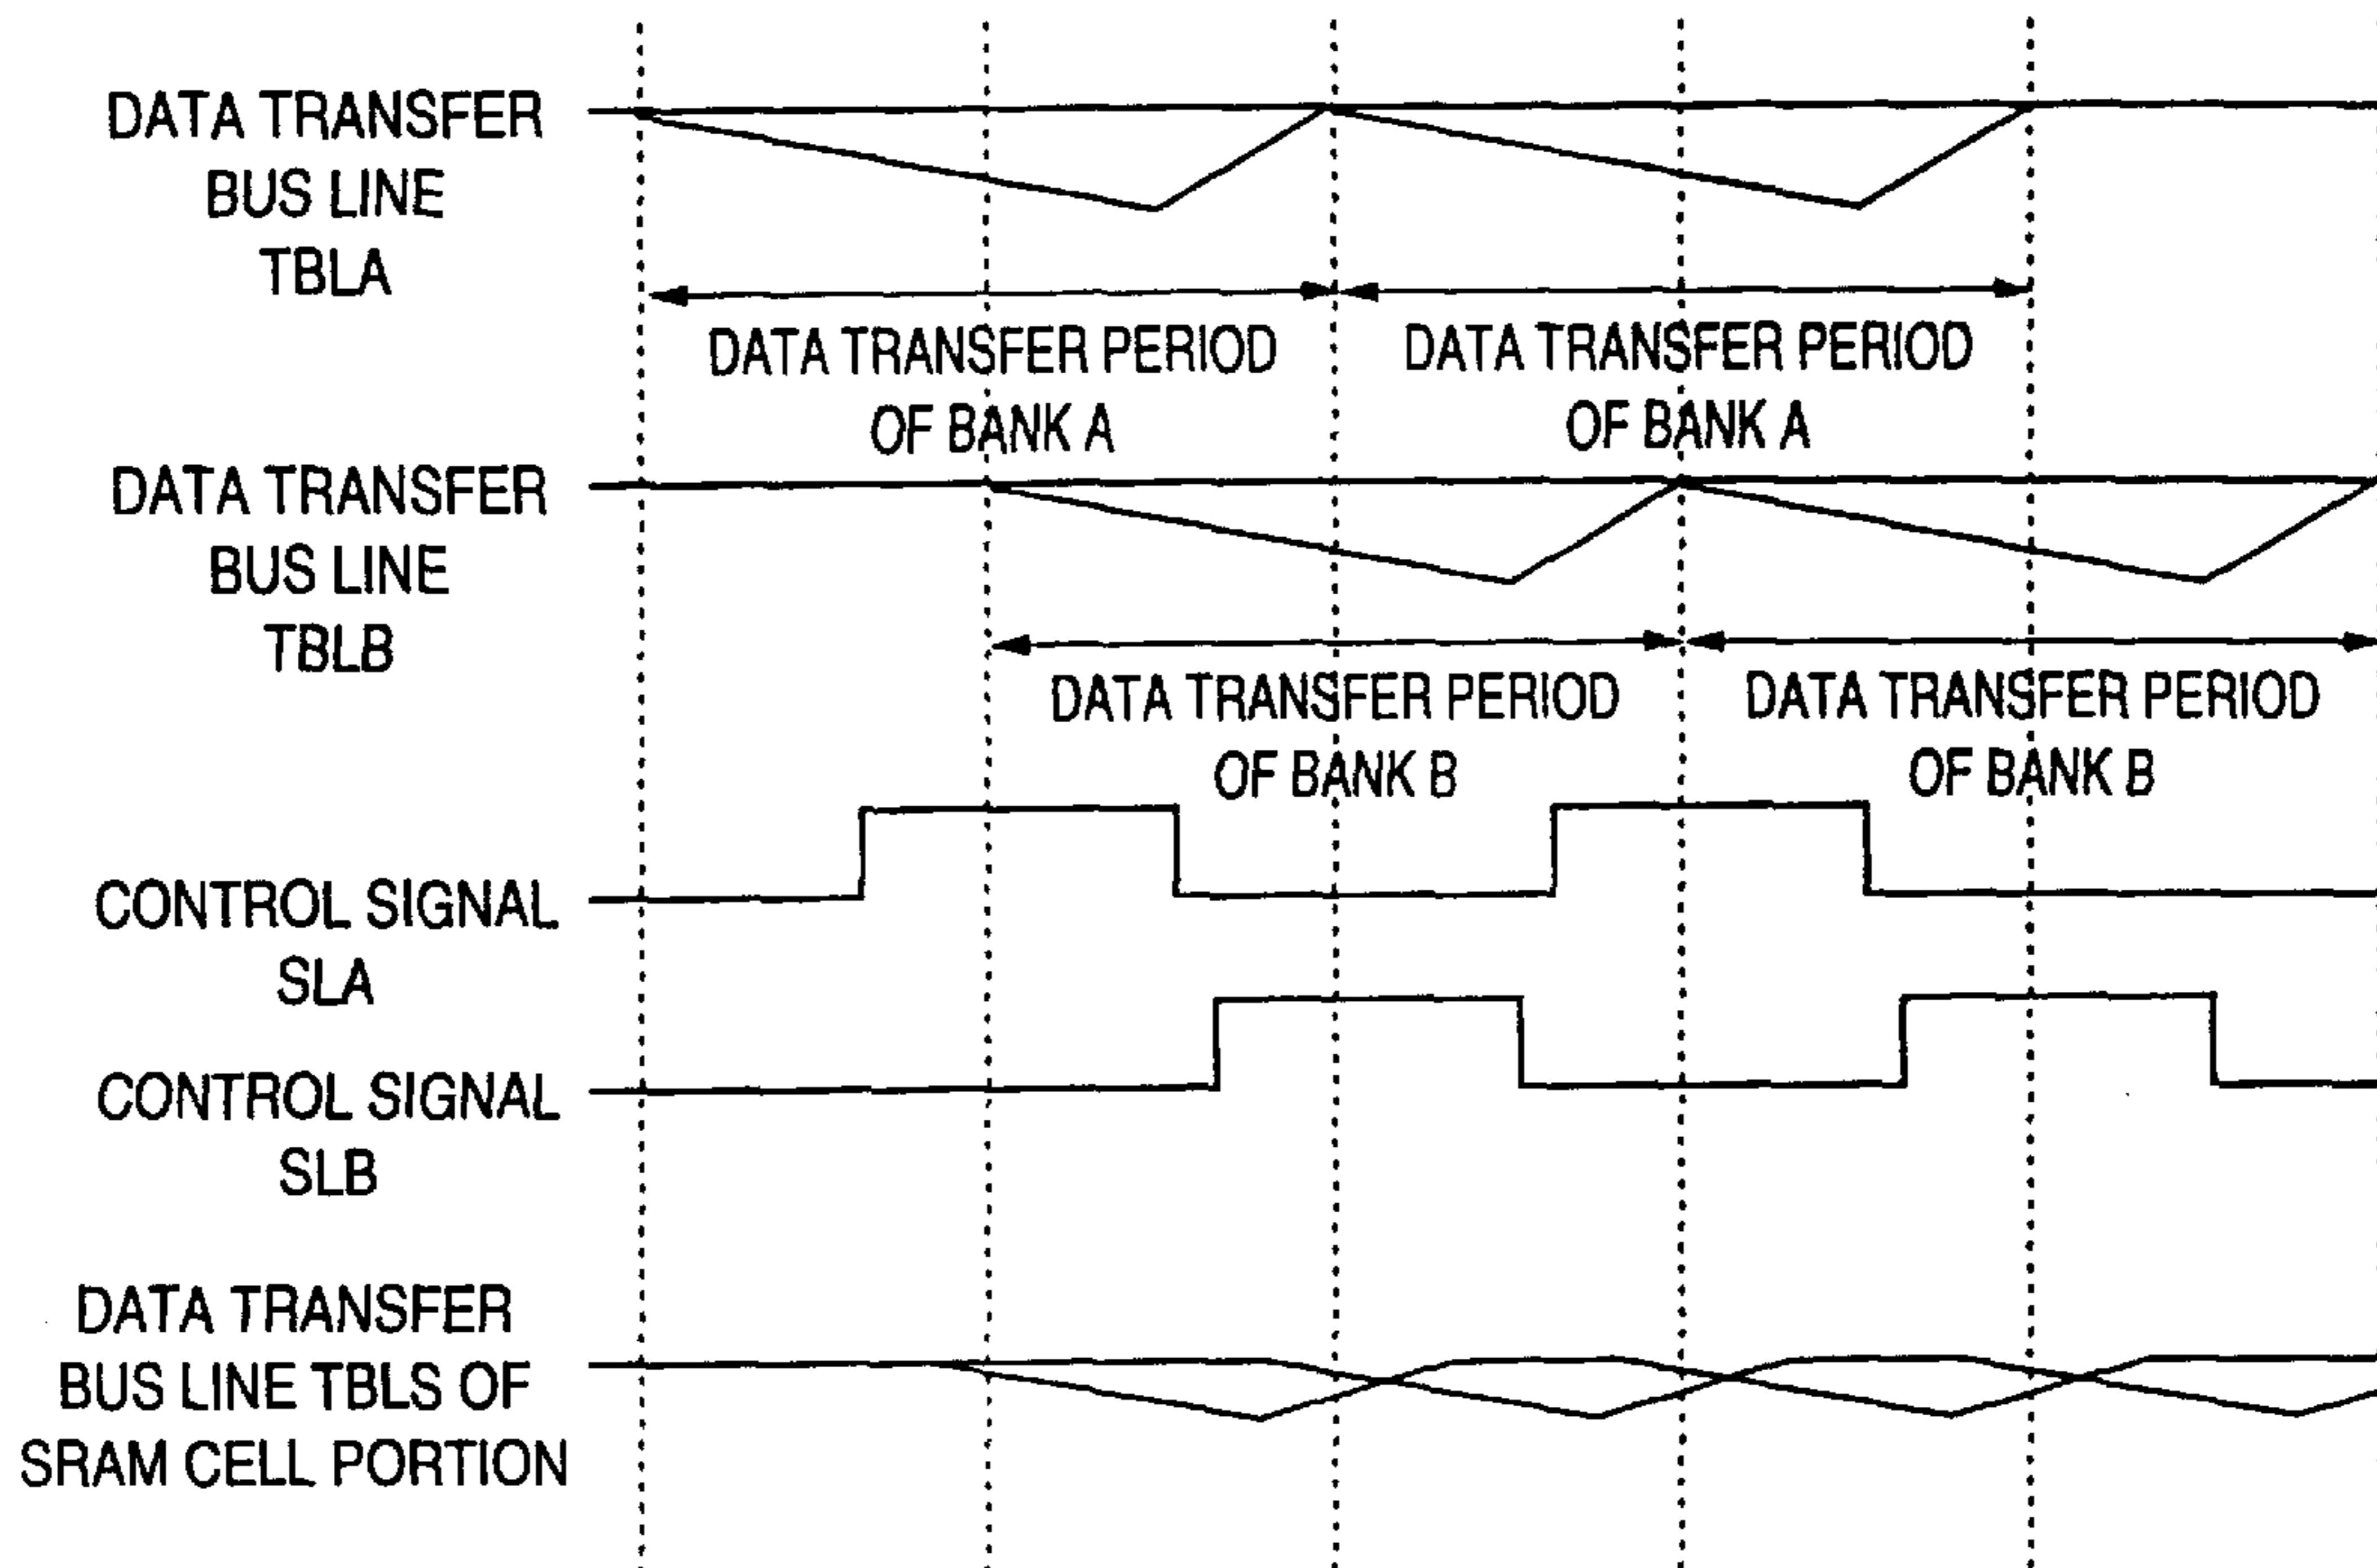 DATA TRANSFER
BUS LINE
TBLA
DATA TRANSFER PERIOD
OF BANK A
DATA TRANSFER PERIOD
OF BANK A
DATA TRANSFER
BUS LINE
TBLB
DATA TRANSFER PERIOD
OF BANK B
DATA TRANSFER PERIOD
OF BANK B
CONTROL SIGNAL
SLA
CONTROL SIGNAL
SLB
DATA TRANSFER
BUS LINE TBLS OF
SRAM CELL PORTION